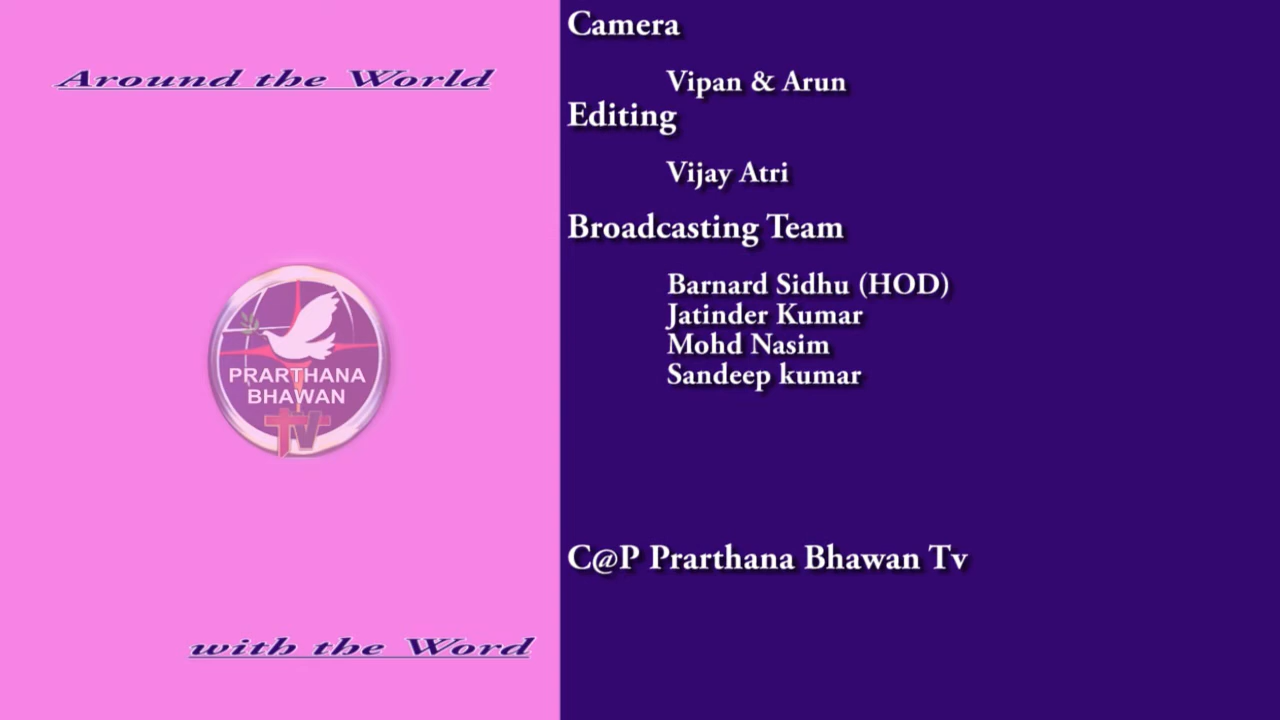 Around the World
PRARTHANA
BHAWAN
TV
with the Word
Camera
Vipan & Arun
Editing
Vijay Atri
Broadcasting Team
Barnard Sidhu (HOD)
Jatinder Kumar
Mohd Nasim
Sandeep kumar
C@P Prarthana Bhawan Tv